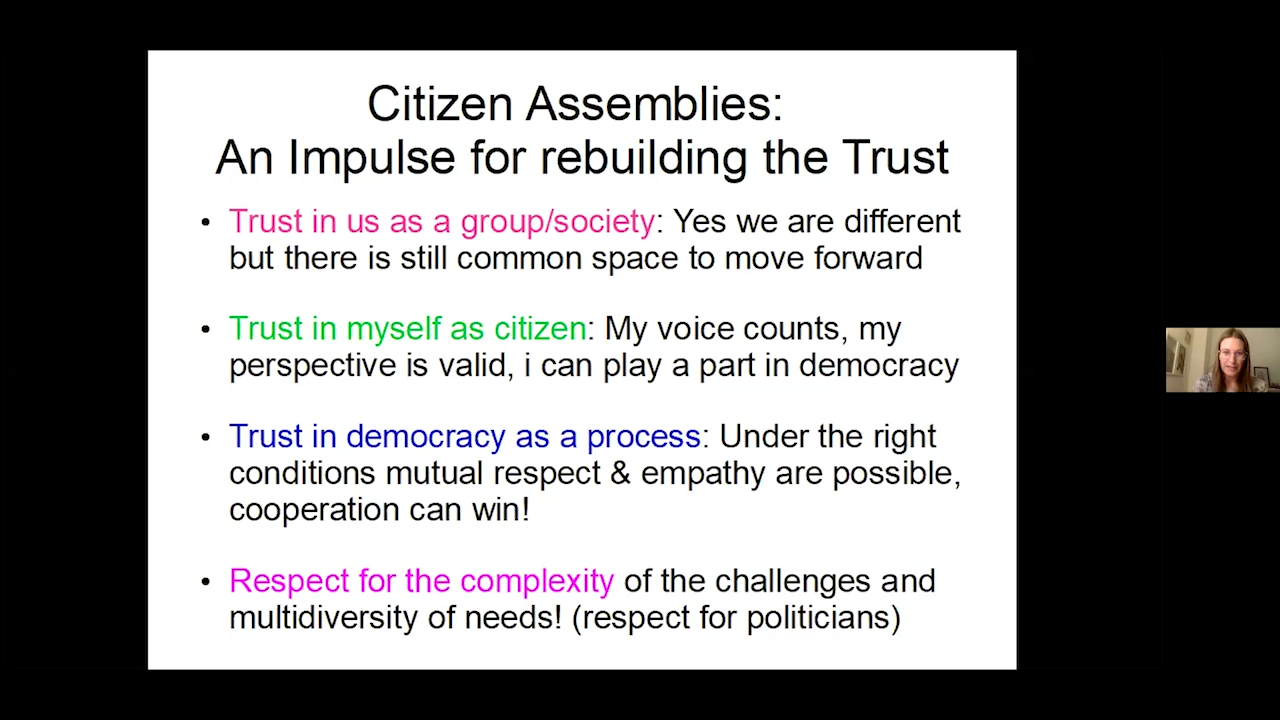 Citizen Assemblies:
An Impulse for rebuilding the Trust
• Trust in us as a group/society: Yes we are different
but there is still common space to move forward
• Trust in myself as citizen: My voice counts, my
perspective is valid, i can play a part in democracy
• Trust in democracy as a process: Under the right
conditions mutual respect & empathy are possible,
cooperation can win!
• Respect for the complexity of the challenges and
multidiversity of needs! (respect for politicians)